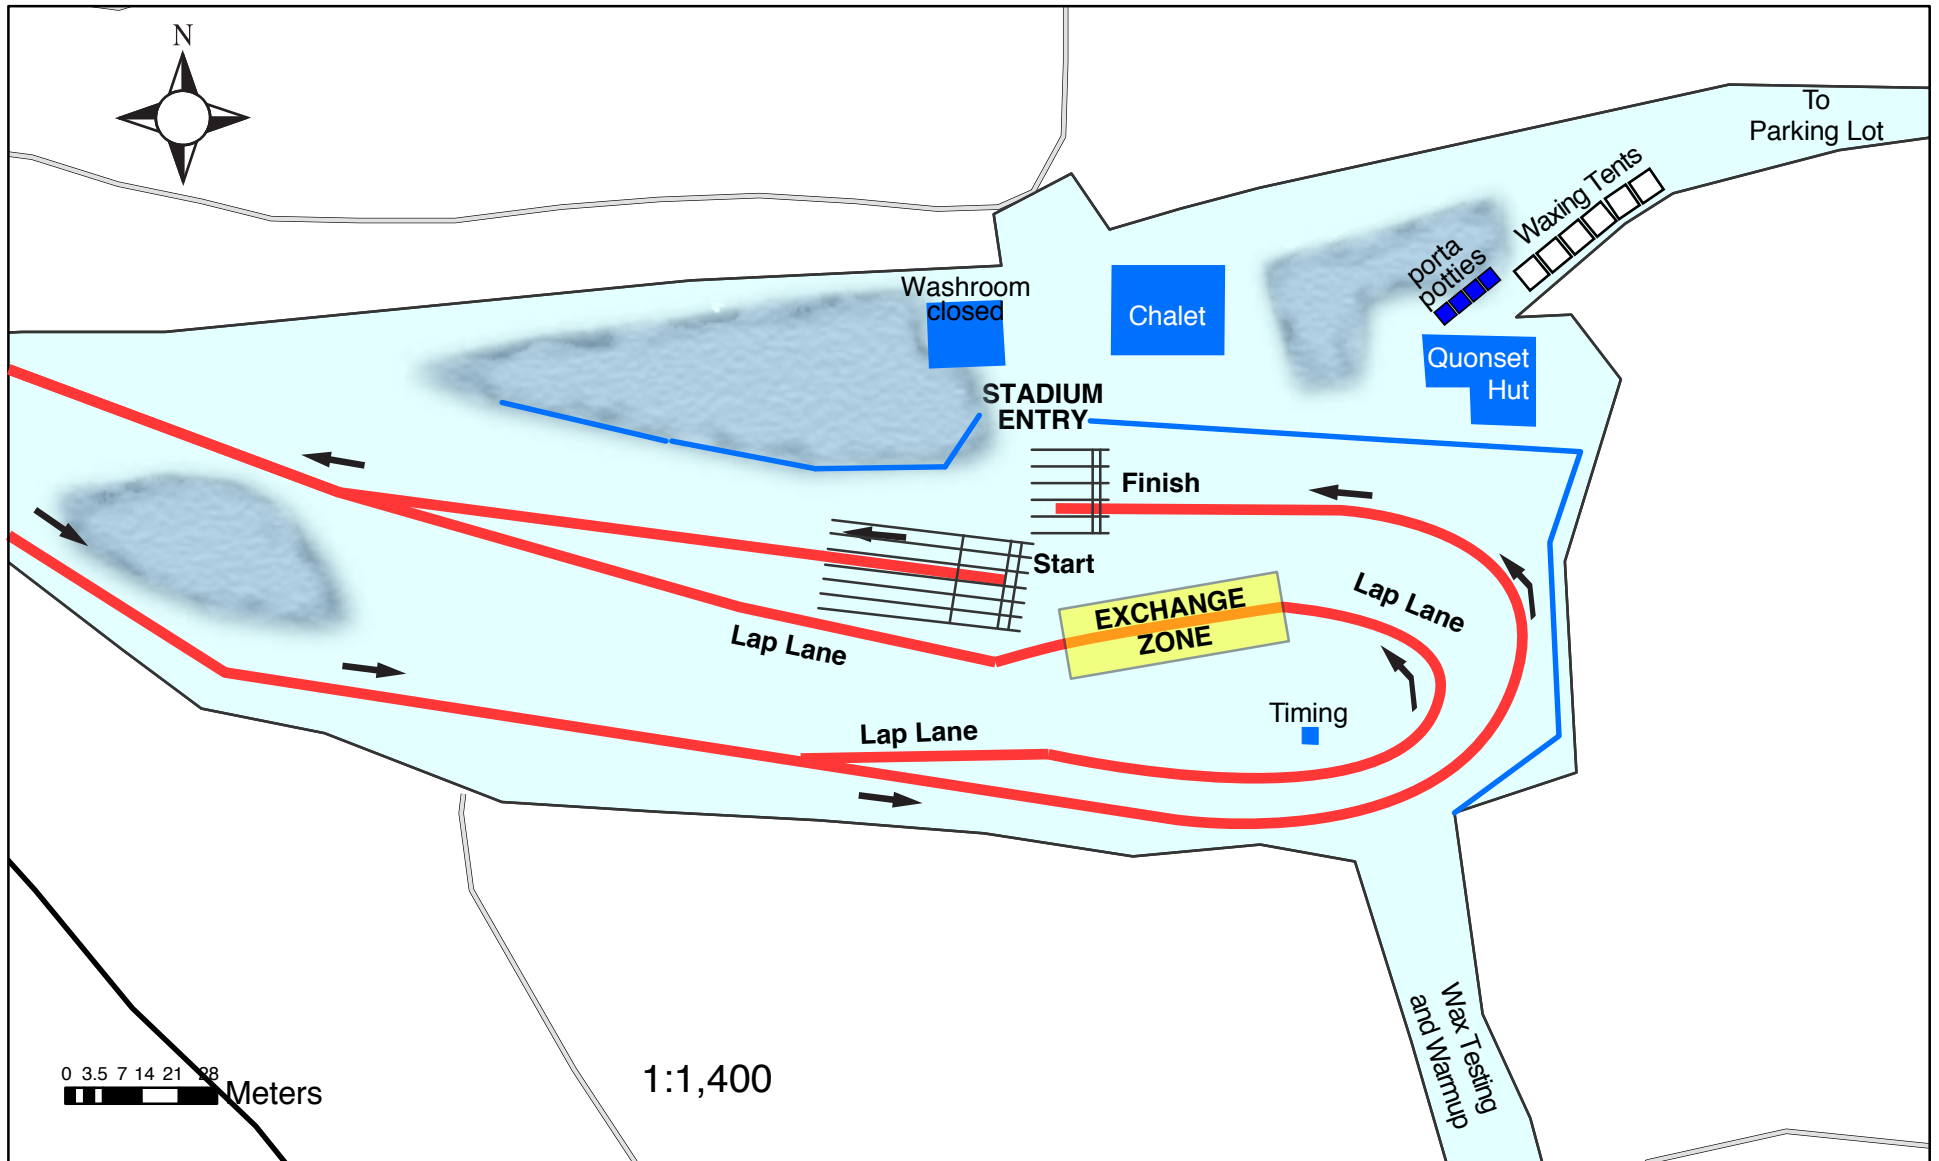 N
To
Parking Lot
Waxing Tents
porta
potties
Washroom
closed
Chalet
Quonset
Hut
STADIUM
ENTRY
Finish
Start
EXCHANGE
ZONE
Lap Lane
Lap Lane
Lap Lane
Timing
Wax Testing
and Warmup
0 3.5 7 14 21 28
Meters
1:1,400